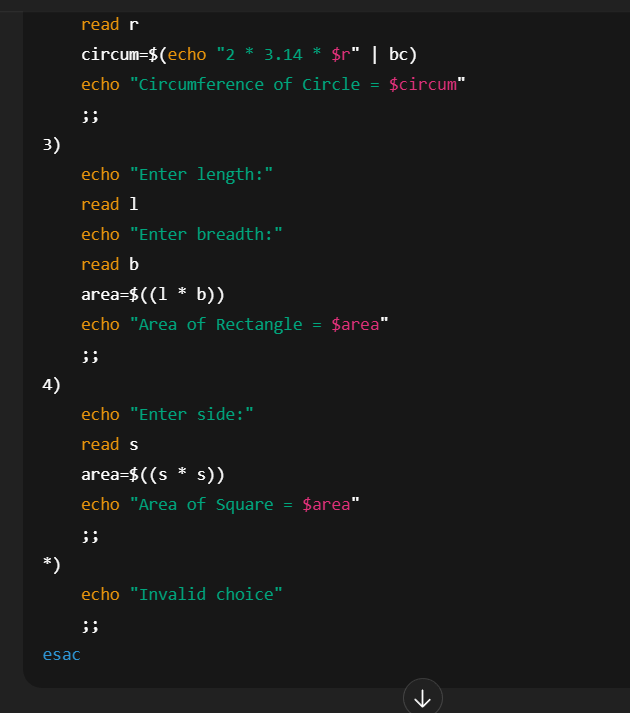 read r
circum=$(echo "2 * 3.14 * $r" | bc)
echo "Circumference of Circle = $circum"
;;
3)
echo "Enter length:"
read l
echo "Enter breadth:"
read b
area=$((l * b))
echo "Area of Rectangle = $area"
;;
4)
echo "Enter side:"
read s
area=$((s * s))
echo "Area of Square = $area"
;;
*)
echo "Invalid choice"
;;
esac